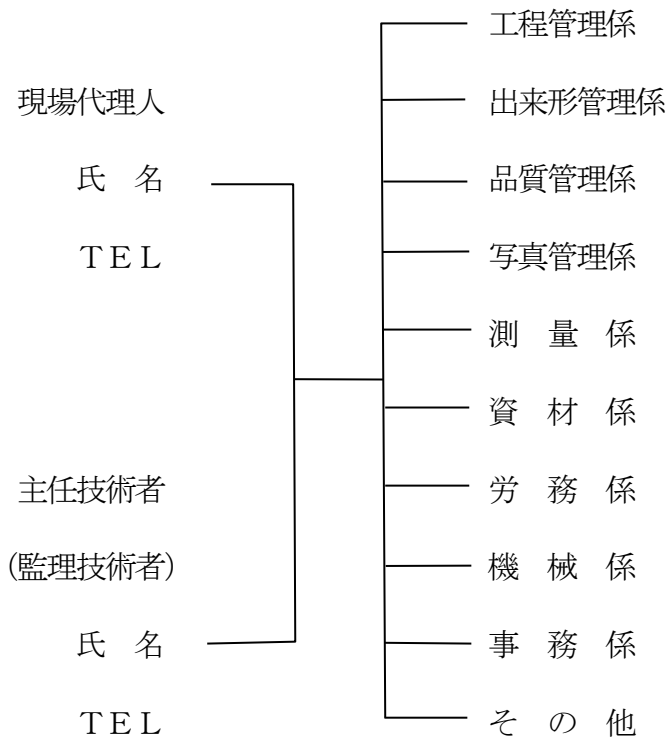 現場代理人
氏　名
ＴＥＬ
主任技術者
(監理技術者)
氏　名
ＴＥＬ
工程管理係
出来形管理係
品質管理係
写真管理係
測　量　係
資　材　係
労　務　係
機　械　係
事　務　係
そ　の　他